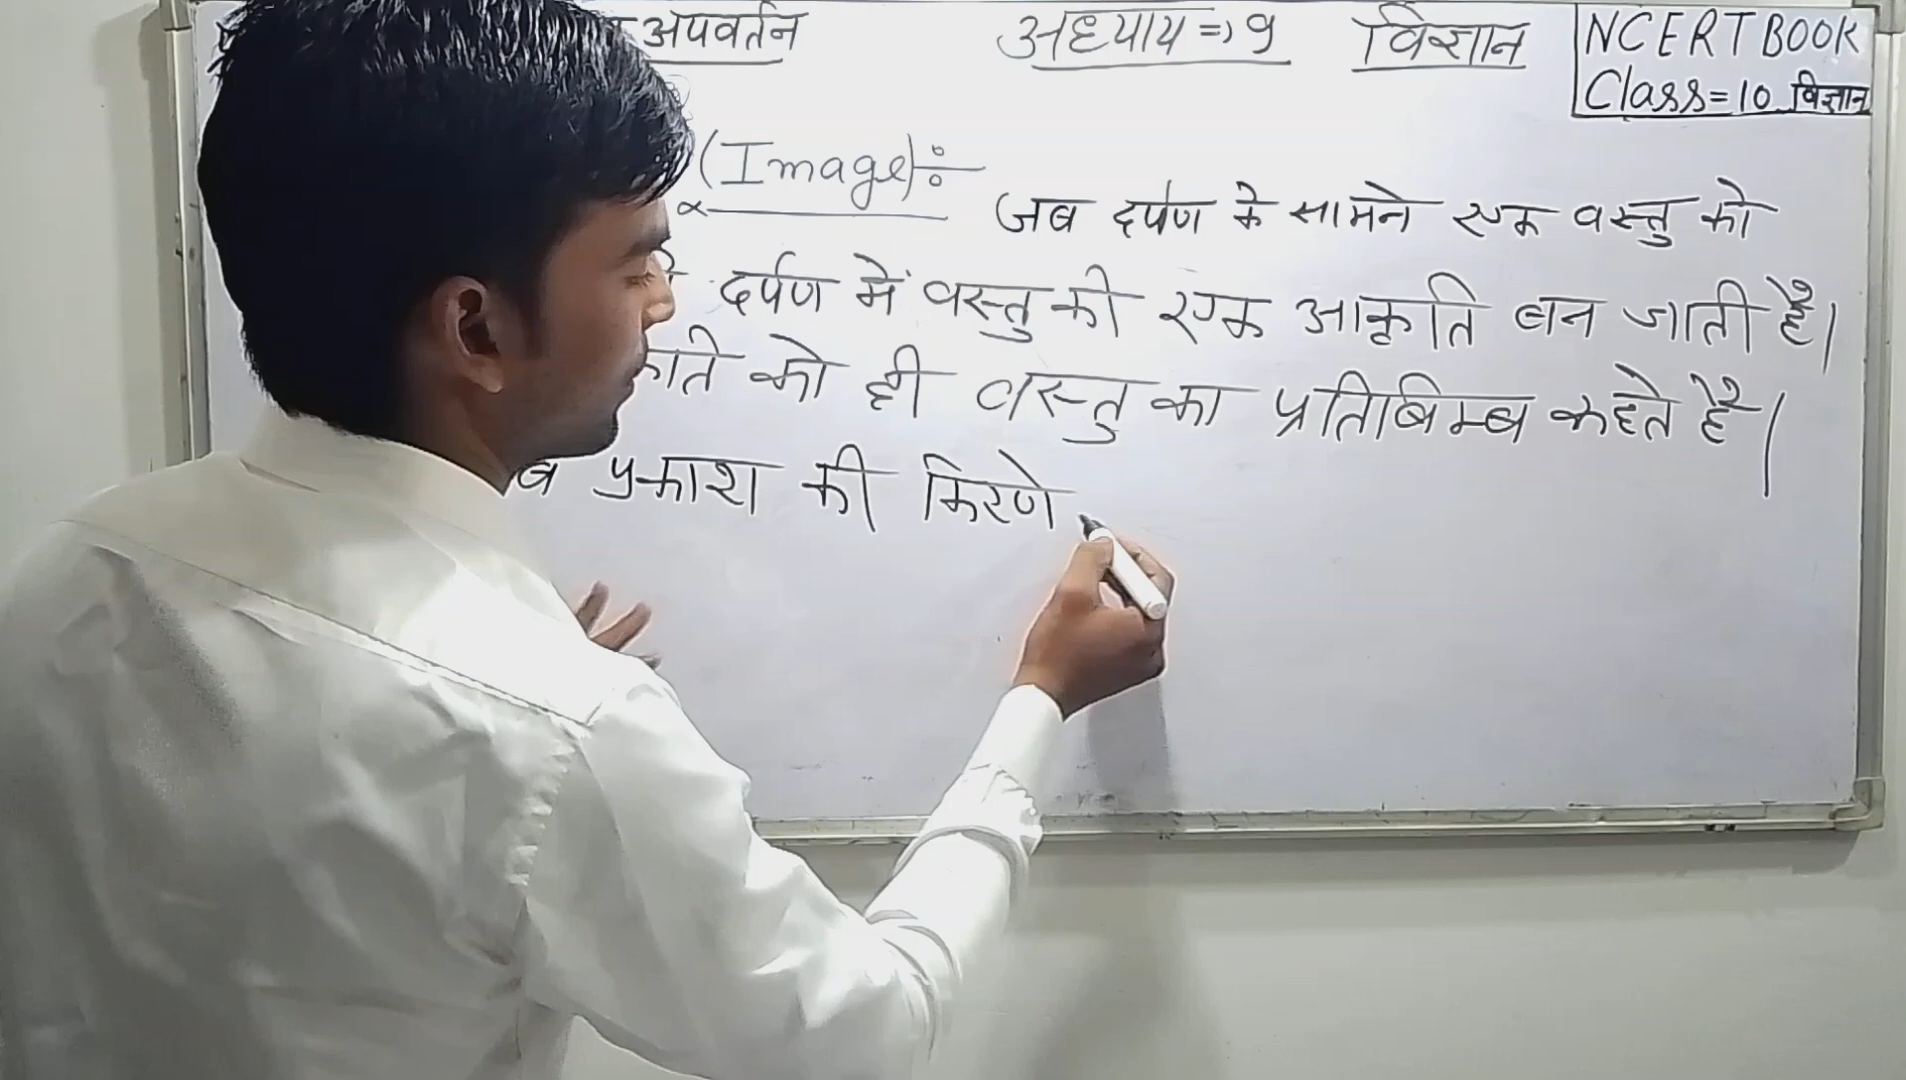 अपवर्तन अध्याय => 9 विज्ञान
NCERT BOOK
Class = 10 विज्ञान
(Image) ÷ जब दर्पण के सामने एक वस्तु को
दर्पण में वस्तु की एक आकृति बन जाती है।
को ही वस्तु का प्रतिबिम्ब कहते है।
प्रकाश की किरणे